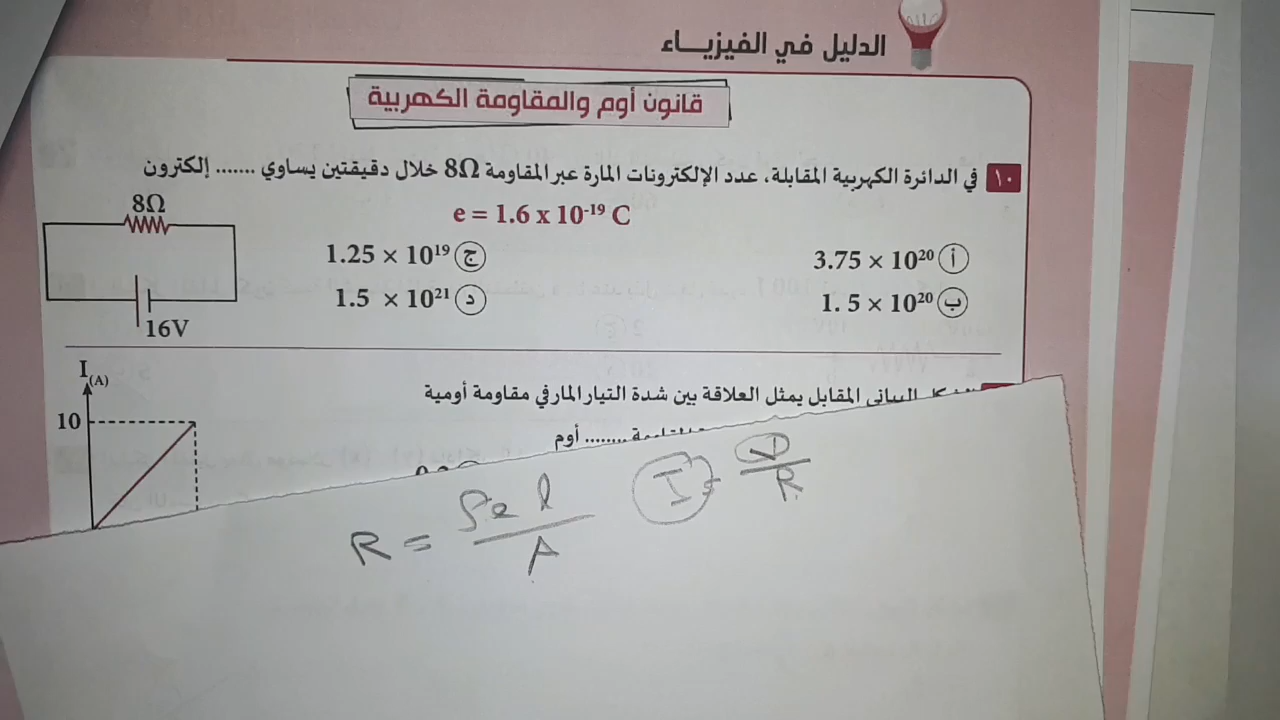 الدليل في الفيزياء
قانون أوم والمقاومة الكهربية
١٠ في الدائرة الكهربية المقابلة، عدد الإلكترونات المارة عبر المقاومة 8Ω خلال دقيقتين يساوي ....... إلكترون
e = 1.6 x 10⁻¹⁹ C
أ 3.75 × 10²⁰
ج 1.25 × 10¹⁹
ب 1. 5 × 10²⁰
د 1.5 × 10²¹
8Ω
16V
البياني المقابل يمثل العلاقة بين شدة التيار المار في مقاومة أومية
........ أوم
I(A)
10
R = ρe l / A
I = V / R